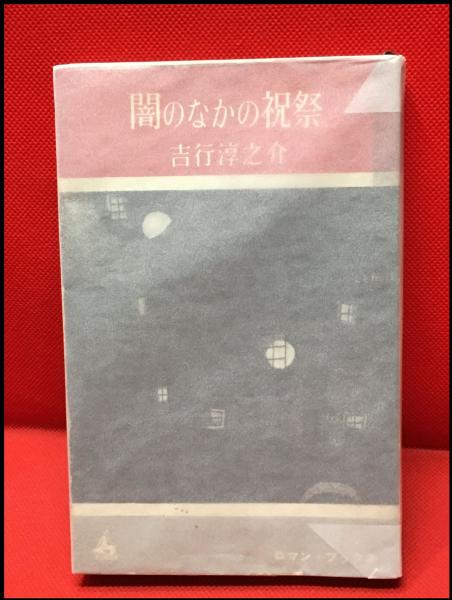 闇のなかの祝祭
吉行淳之介
ロマン・ブックス